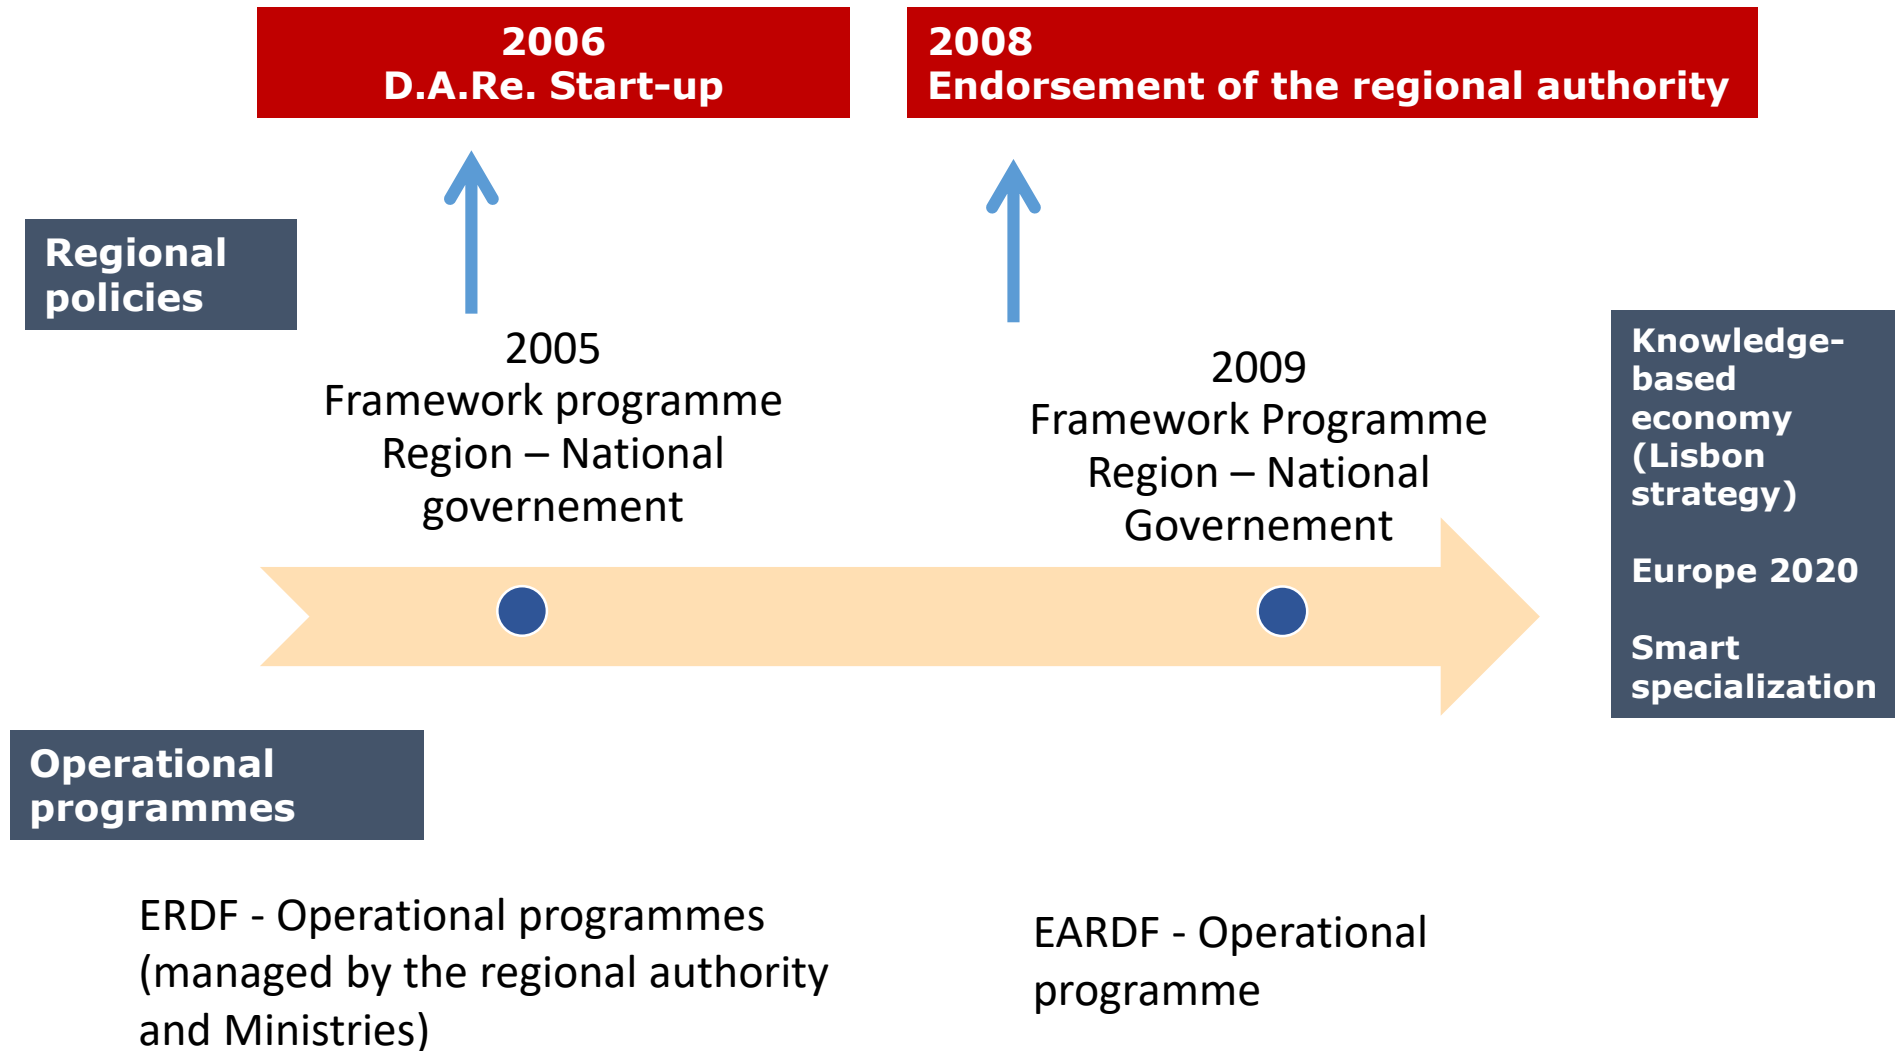 2006
D.A.Re. Start-up
2008
Endorsement of the regional authority
Regional
policies
2005
Framework programme
Region – National
governement
2009
Framework Programme
Region – National
Governement
Knowledge-
based
economy
(Lisbon
strategy)
Europe 2020
Smart
specialization
Operational
programmes
ERDF - Operational programmes
(managed by the regional authority
and Ministries)
EARDF - Operational
programme